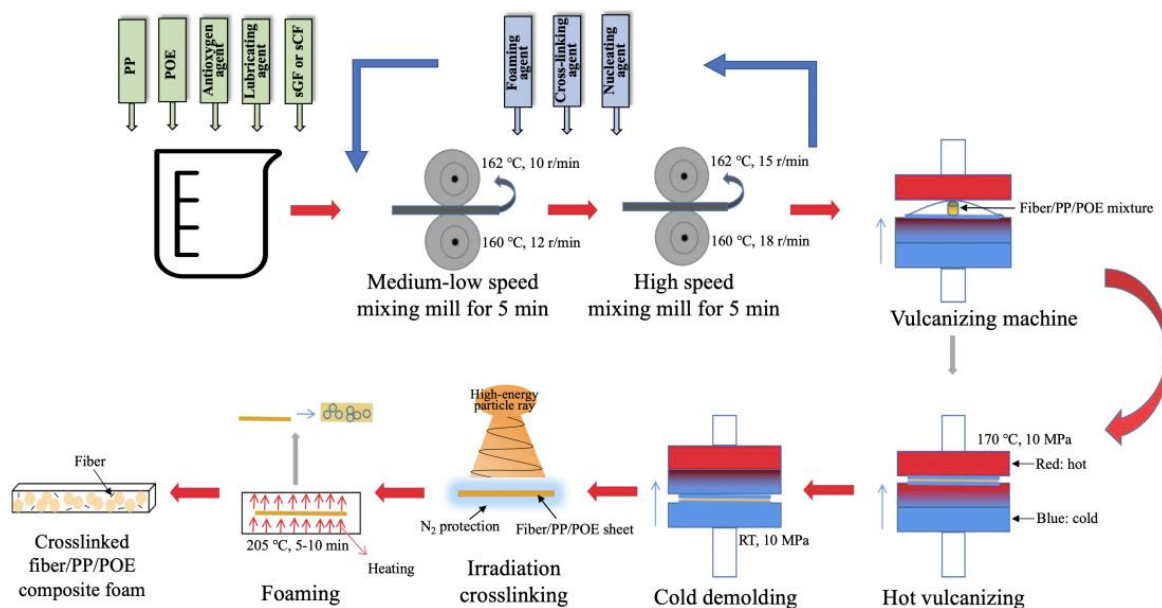 PP
POE
Antioxygen
agent
Lubricating
agent
sGF or sCF
Foaming
agent
Cross-linking
agent
Nucleating
agent
162 °C, 10 r/min
160 °C, 12 r/min
Medium-low speed
mixing mill for 5 min
162 °C, 15 r/min
160 °C, 18 r/min
High speed
mixing mill for 5 min
Fiber/PP/POE mixture
Vulcanizing machine
170 °C, 10 MPa
Red: hot
Blue: cold
Hot vulcanizing
RT, 10 MPa
Cold demolding
High-energy
particle ray
N₂ protection
Fiber/PP/POE sheet
Irradiation
crosslinking
205 °C, 5-10 min
Heating
Foaming
Fiber
Crosslinked
fiber/PP/POE
composite foam